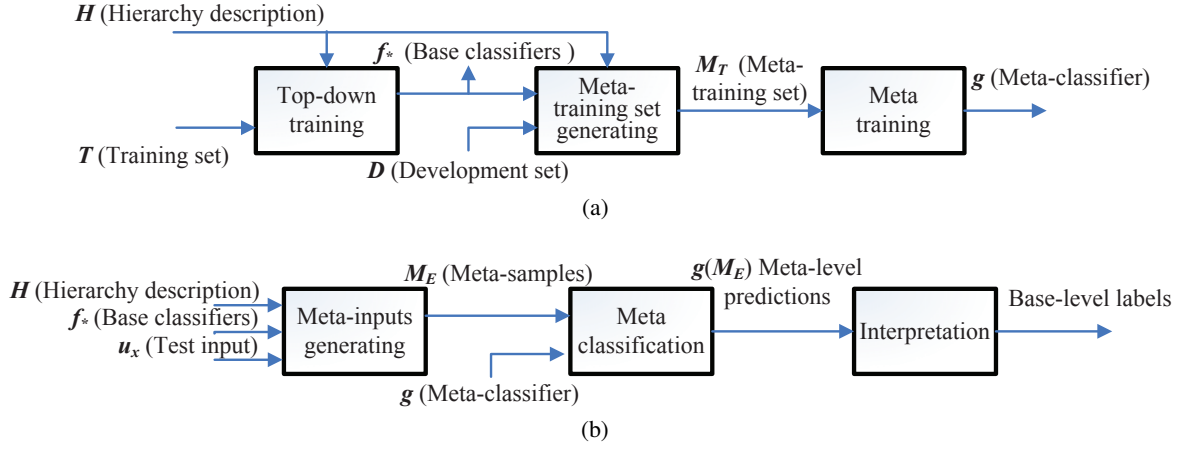 H (Hierarchy description)
f* (Base classifiers )
Top-down
training
Meta-
training set
generating
M_T (Meta-
training set)
Meta
training
g (Meta-classifier)
T (Training set)
D (Development set)
(a)
H (Hierarchy description)
f* (Base classifiers)
u_x (Test input)
Meta-inputs
generating
M_E (Meta-samples)
Meta
classification
g (Meta-classifier)
g(M_E) Meta-level
predictions
Interpretation
Base-level labels
(b)